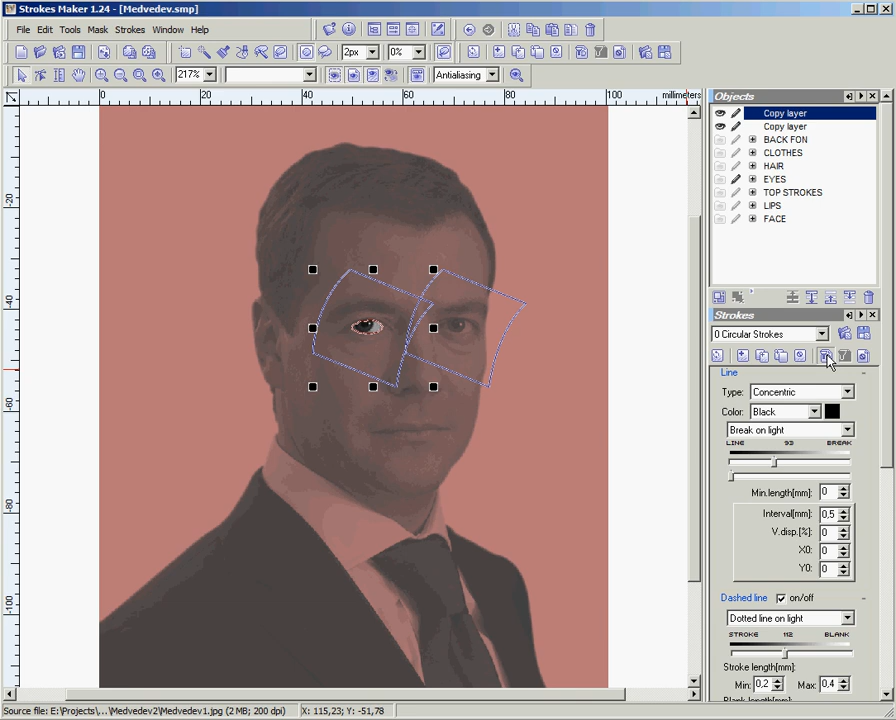 Strokes Maker 1.24 - [Medvedev.smp]
File Edit Tools Mask Strokes Window Help
2px 0%
217% Antialiasing
0 20 40 60 80 100 millimeters
-20
-40
-60
-80
-100
Objects
Copy layer
Copy layer
BACK FON
CLOTHES
HAIR
EYES
TOP STROKES
LIPS
FACE
Strokes
0 Circular Strokes
Line
Type: Concentric
Color: Black
Break on light
LINE 93 BREAK
Min.length[mm]: 0
Interval[mm]: 0,5
V.disp.[%]: 0
X0: 0
Y0: 0
Dashed line on/off
Dotted line on light
STROKE 112 BLANK
Stroke length[mm]:
Min: 0,2 Max: 0,4
Blank length[mm]:
Source file: E:\Projects\...\Medvedev2\Medvedev1.jpg (2 MB; 200 dpi) X: 115,23; Y: -51,78